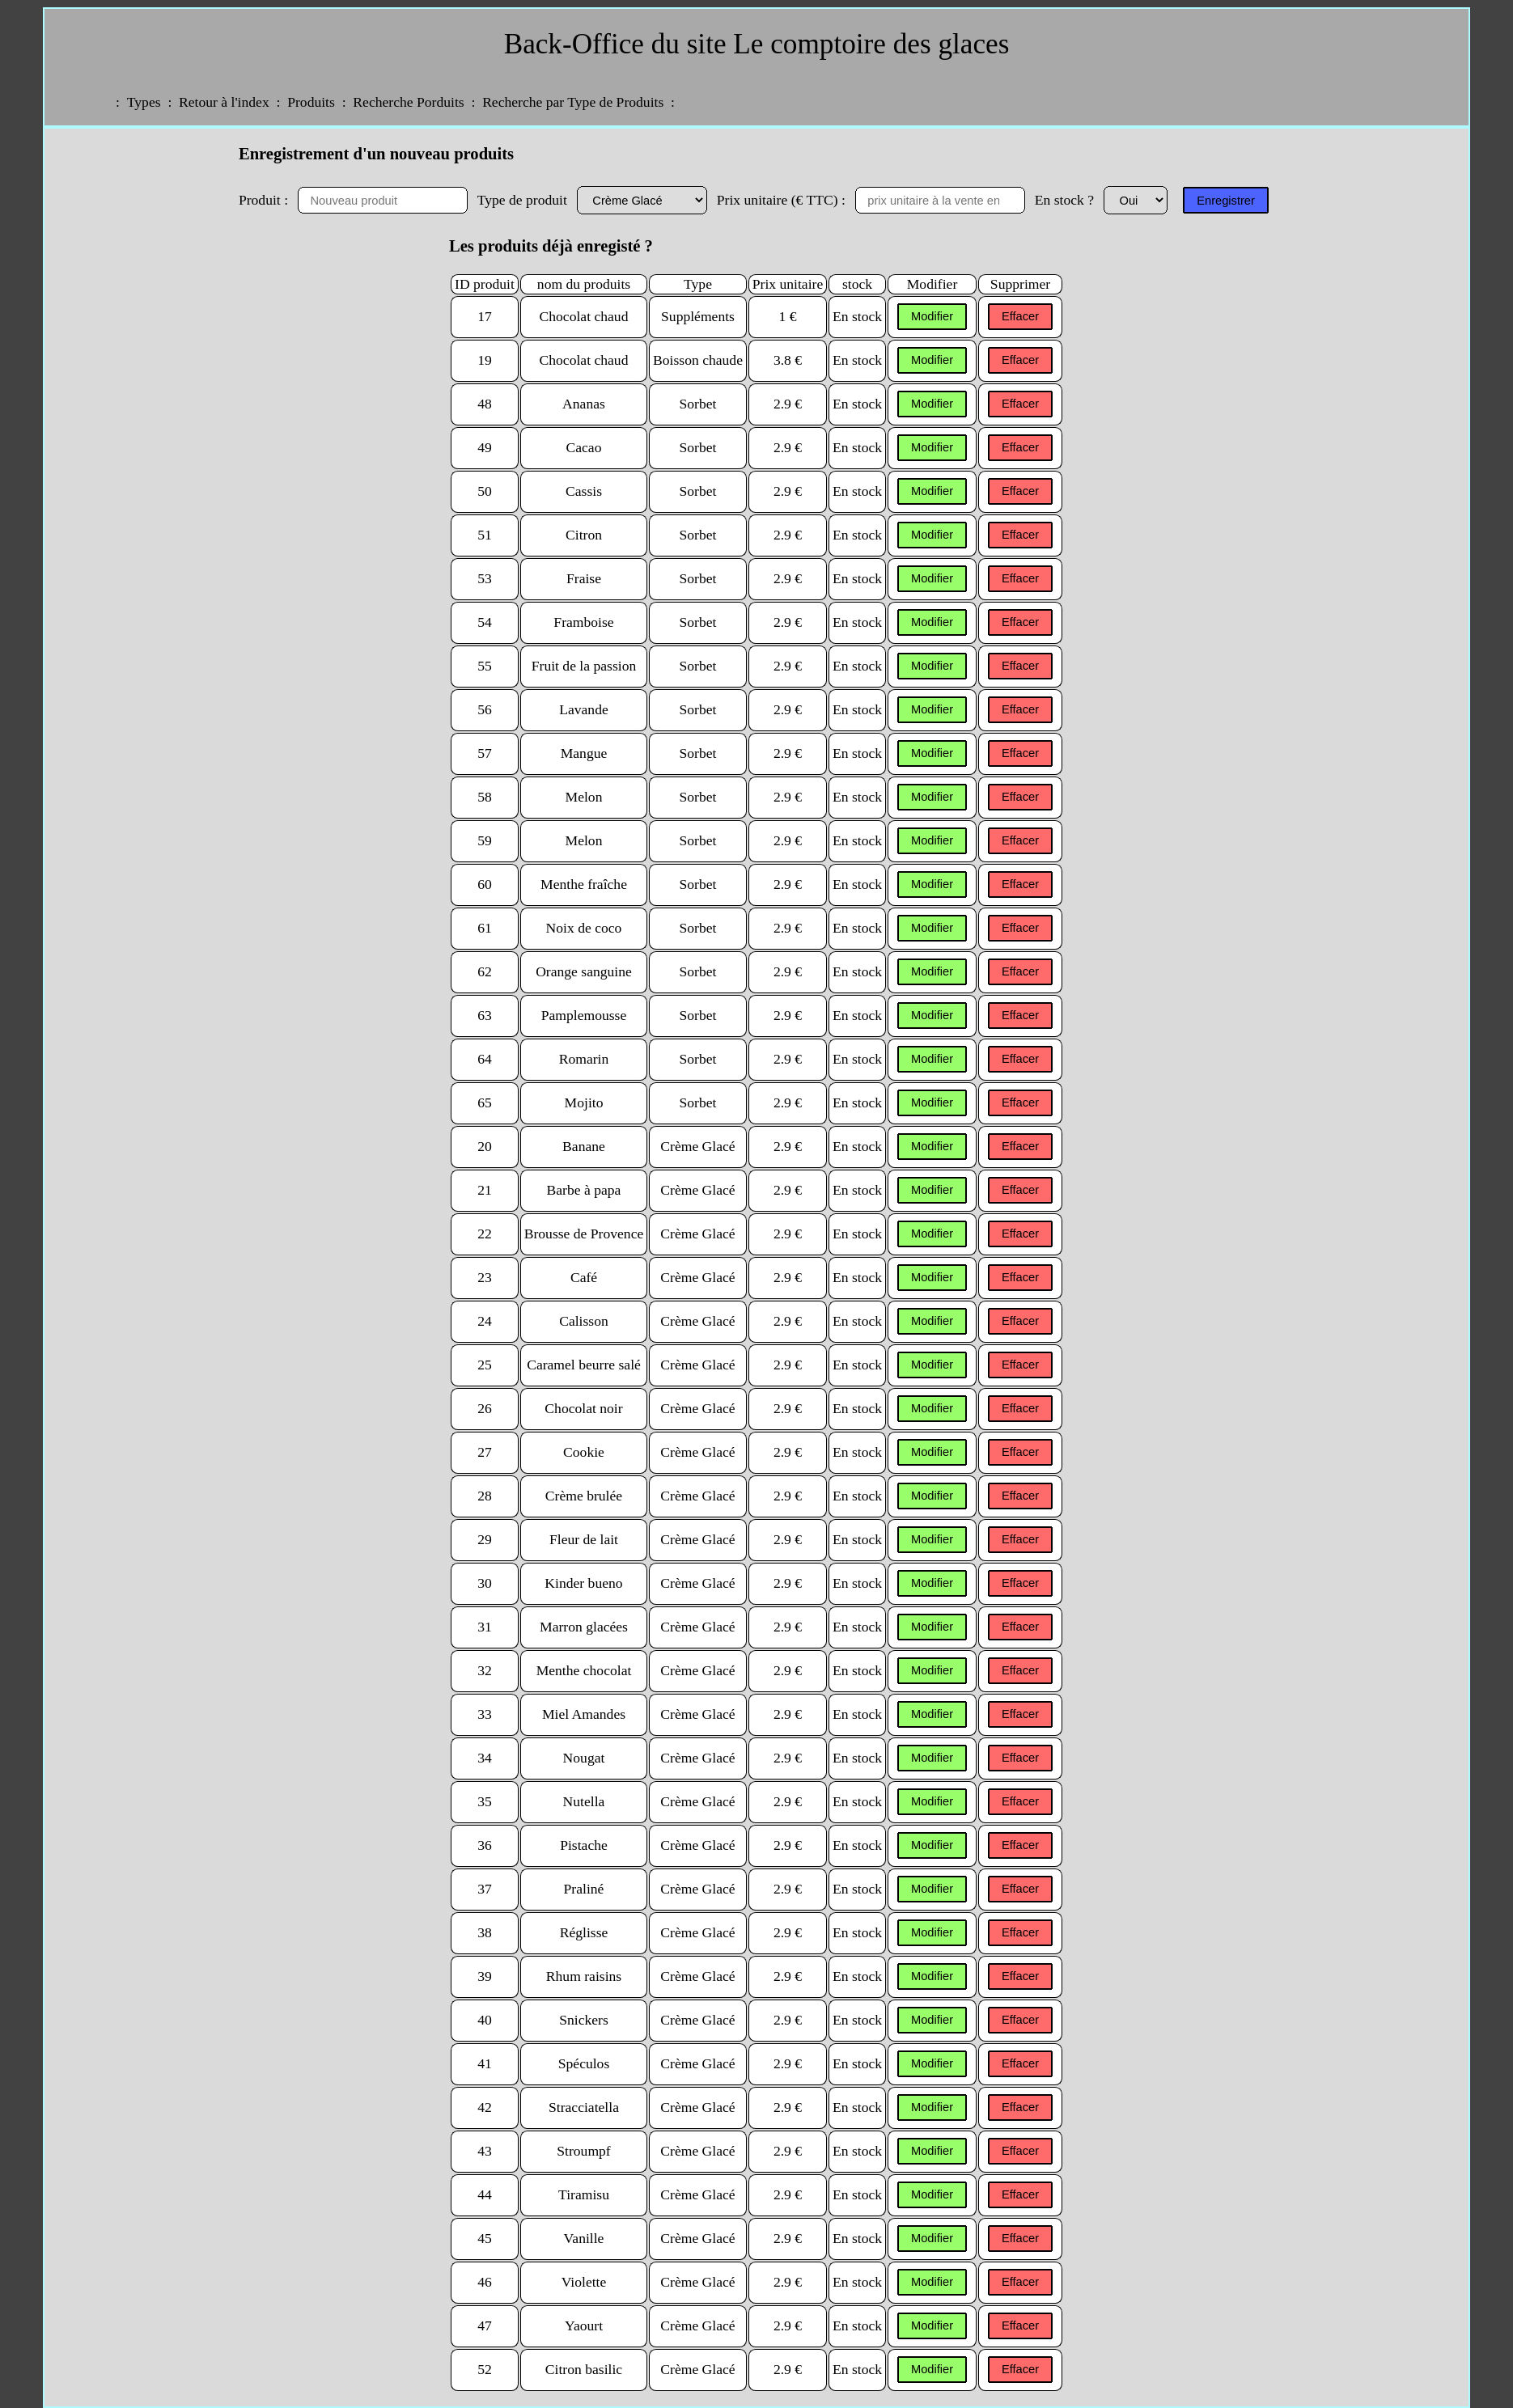 Back-Office du site Le comptoire des glaces
: Types : Retour à l'index : Produits : Recherche Porduits : Recherche par Type de Produits :
Enregistrement d'un nouveau produits
Produit : Nouveau produit Type de produit Crème Glacé Prix unitaire (€ TTC) : prix unitaire à la vente en En stock ? Oui Enregistrer
Les produits déjà enregisté ?
ID produit nom du produits Type Prix unitaire stock Modifier Supprimer
17 Chocolat chaud Suppléments 1 € En stock Modifier Effacer
19 Chocolat chaud Boisson chaude 3.8 € En stock Modifier Effacer
48 Ananas Sorbet 2.9 € En stock Modifier Effacer
49 Cacao Sorbet 2.9 € En stock Modifier Effacer
50 Cassis Sorbet 2.9 € En stock Modifier Effacer
51 Citron Sorbet 2.9 € En stock Modifier Effacer
53 Fraise Sorbet 2.9 € En stock Modifier Effacer
54 Framboise Sorbet 2.9 € En stock Modifier Effacer
55 Fruit de la passion Sorbet 2.9 € En stock Modifier Effacer
56 Lavande Sorbet 2.9 € En stock Modifier Effacer
57 Mangue Sorbet 2.9 € En stock Modifier Effacer
58 Melon Sorbet 2.9 € En stock Modifier Effacer
59 Melon Sorbet 2.9 € En stock Modifier Effacer
60 Menthe fraîche Sorbet 2.9 € En stock Modifier Effacer
61 Noix de coco Sorbet 2.9 € En stock Modifier Effacer
62 Orange sanguine Sorbet 2.9 € En stock Modifier Effacer
63 Pamplemousse Sorbet 2.9 € En stock Modifier Effacer
64 Romarin Sorbet 2.9 € En stock Modifier Effacer
65 Mojito Sorbet 2.9 € En stock Modifier Effacer
20 Banane Crème Glacé 2.9 € En stock Modifier Effacer
21 Barbe à papa Crème Glacé 2.9 € En stock Modifier Effacer
22 Brousse de Provence Crème Glacé 2.9 € En stock Modifier Effacer
23 Café Crème Glacé 2.9 € En stock Modifier Effacer
24 Calisson Crème Glacé 2.9 € En stock Modifier Effacer
25 Caramel beurre salé Crème Glacé 2.9 € En stock Modifier Effacer
26 Chocolat noir Crème Glacé 2.9 € En stock Modifier Effacer
27 Cookie Crème Glacé 2.9 € En stock Modifier Effacer
28 Crème brulée Crème Glacé 2.9 € En stock Modifier Effacer
29 Fleur de lait Crème Glacé 2.9 € En stock Modifier Effacer
30 Kinder bueno Crème Glacé 2.9 € En stock Modifier Effacer
31 Marron glacées Crème Glacé 2.9 € En stock Modifier Effacer
32 Menthe chocolat Crème Glacé 2.9 € En stock Modifier Effacer
33 Miel Amandes Crème Glacé 2.9 € En stock Modifier Effacer
34 Nougat Crème Glacé 2.9 € En stock Modifier Effacer
35 Nutella Crème Glacé 2.9 € En stock Modifier Effacer
36 Pistache Crème Glacé 2.9 € En stock Modifier Effacer
37 Praliné Crème Glacé 2.9 € En stock Modifier Effacer
38 Réglisse Crème Glacé 2.9 € En stock Modifier Effacer
39 Rhum raisins Crème Glacé 2.9 € En stock Modifier Effacer
40 Snickers Crème Glacé 2.9 € En stock Modifier Effacer
41 Spéculos Crème Glacé 2.9 € En stock Modifier Effacer
42 Stracciatella Crème Glacé 2.9 € En stock Modifier Effacer
43 Stroumpf Crème Glacé 2.9 € En stock Modifier Effacer
44 Tiramisu Crème Glacé 2.9 € En stock Modifier Effacer
45 Vanille Crème Glacé 2.9 € En stock Modifier Effacer
46 Violette Crème Glacé 2.9 € En stock Modifier Effacer
47 Yaourt Crème Glacé 2.9 € En stock Modifier Effacer
52 Citron basilic Crème Glacé 2.9 € En stock Modifier Effacer